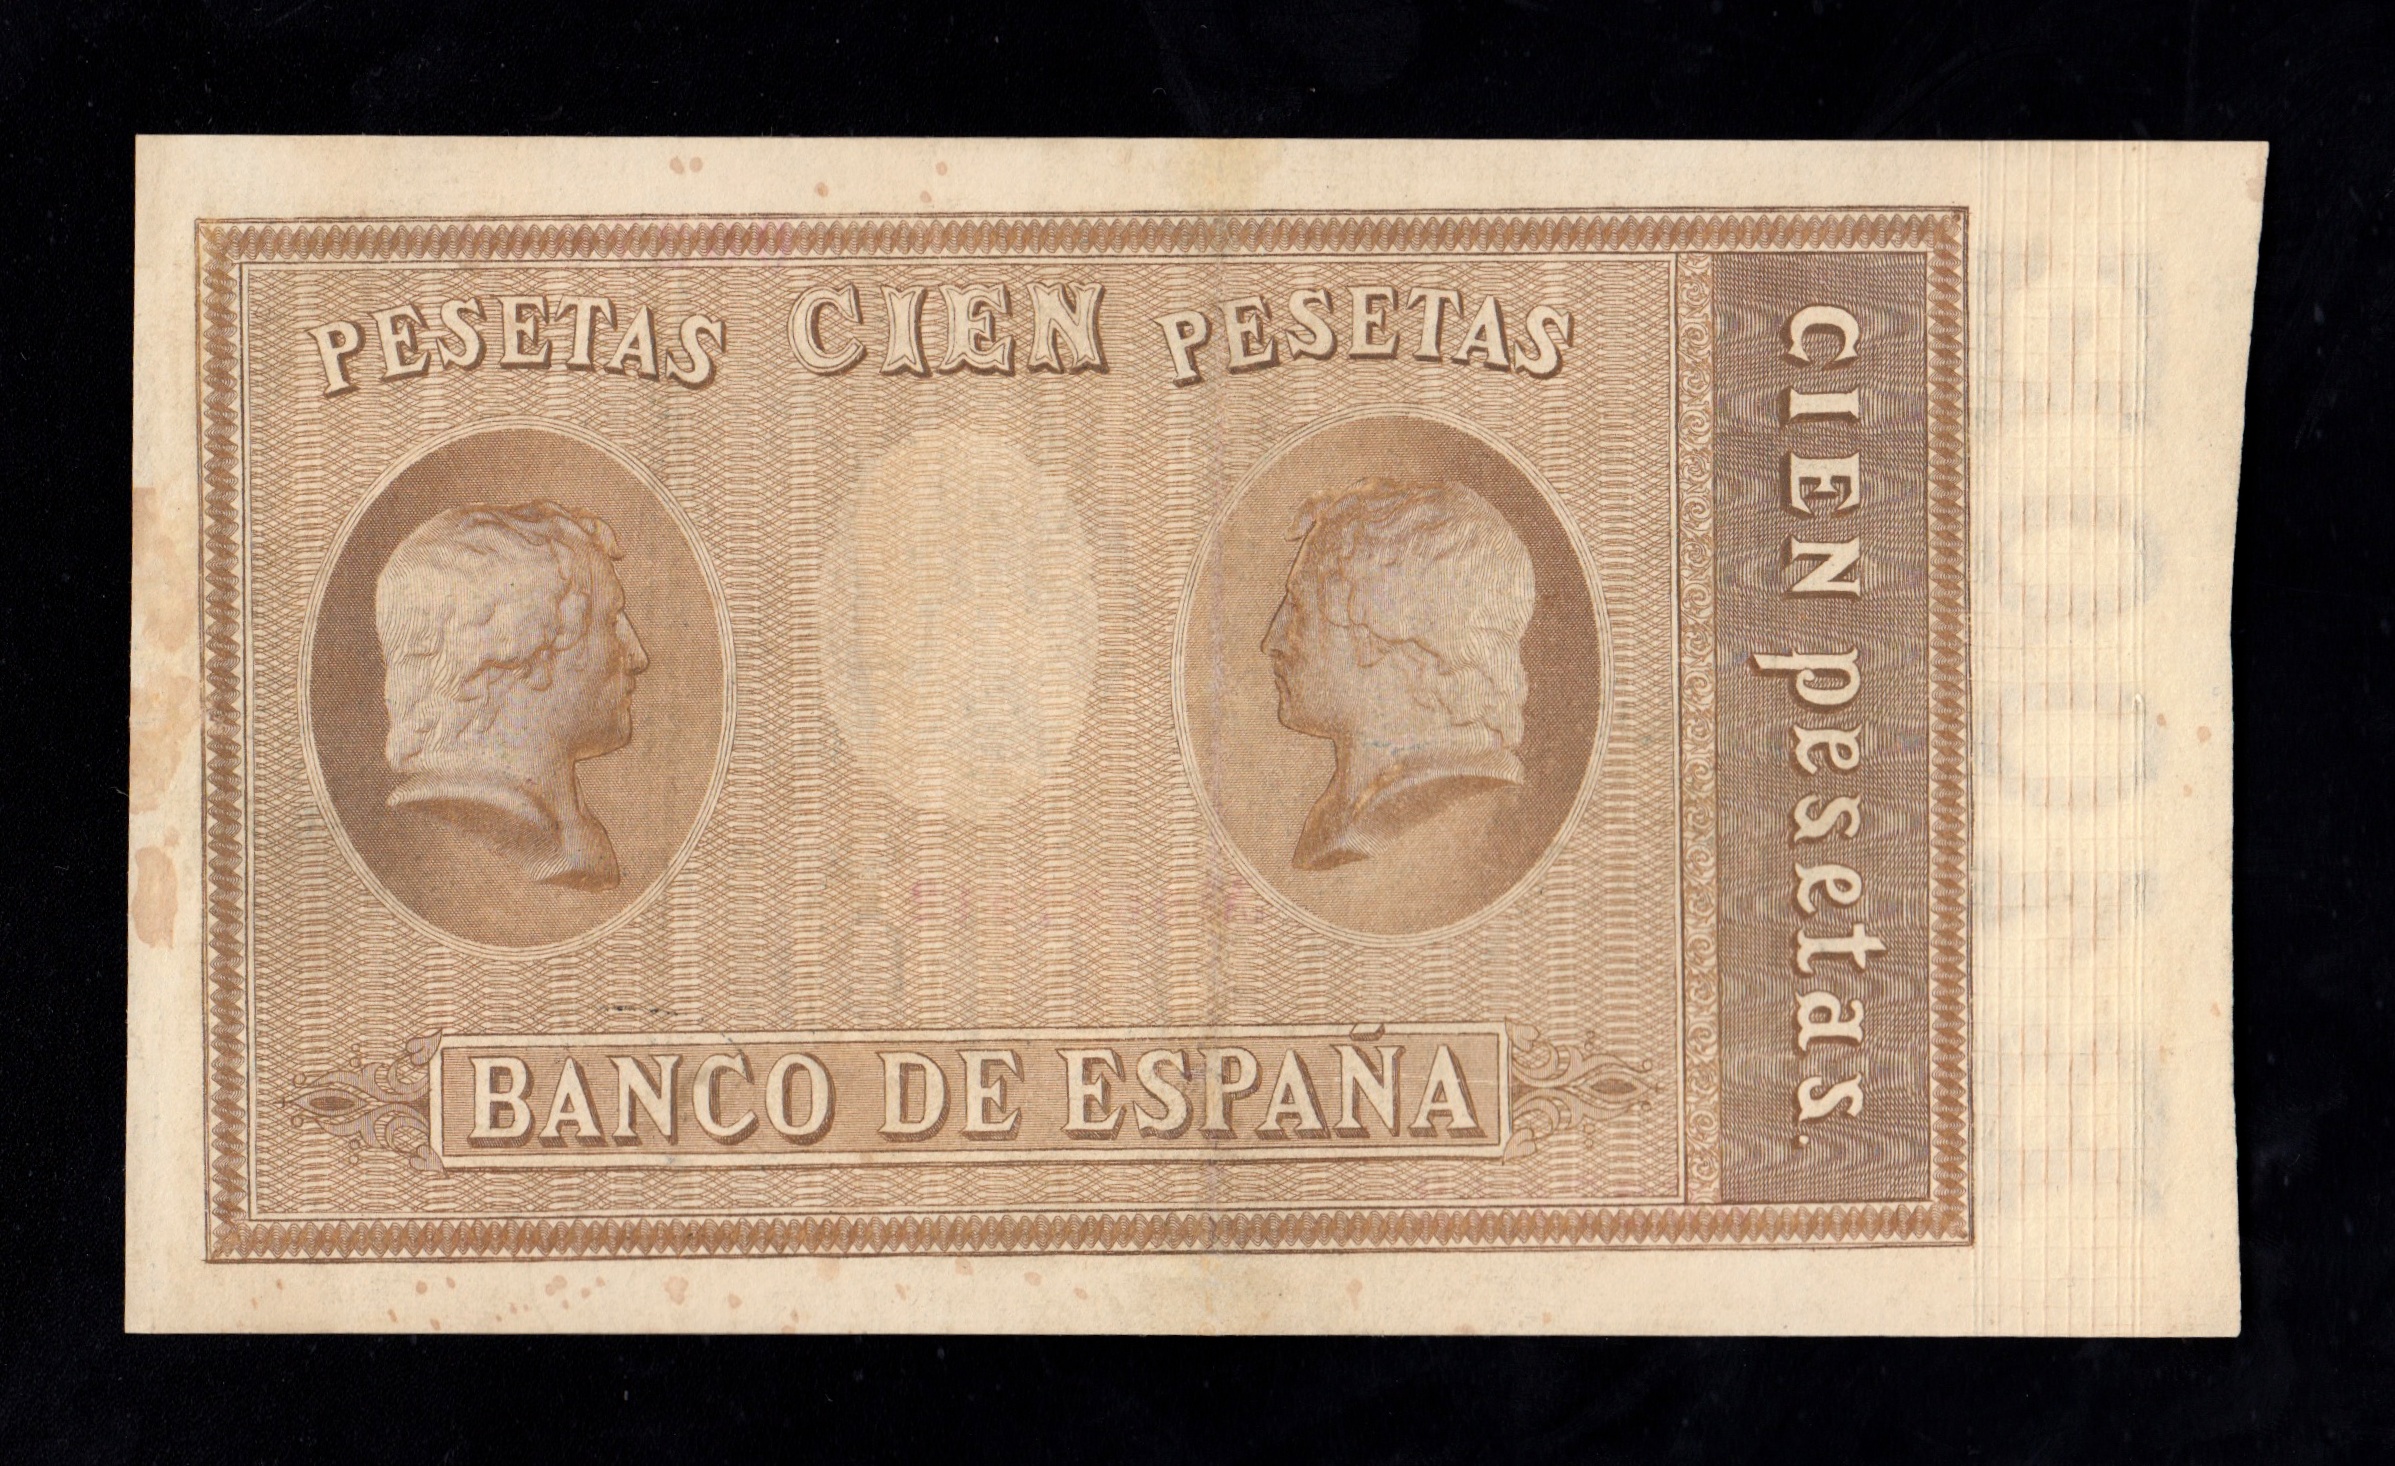 PESETAS CIEN PESETAS
BANCO DE ESPAÑA
CIEN pesetas.